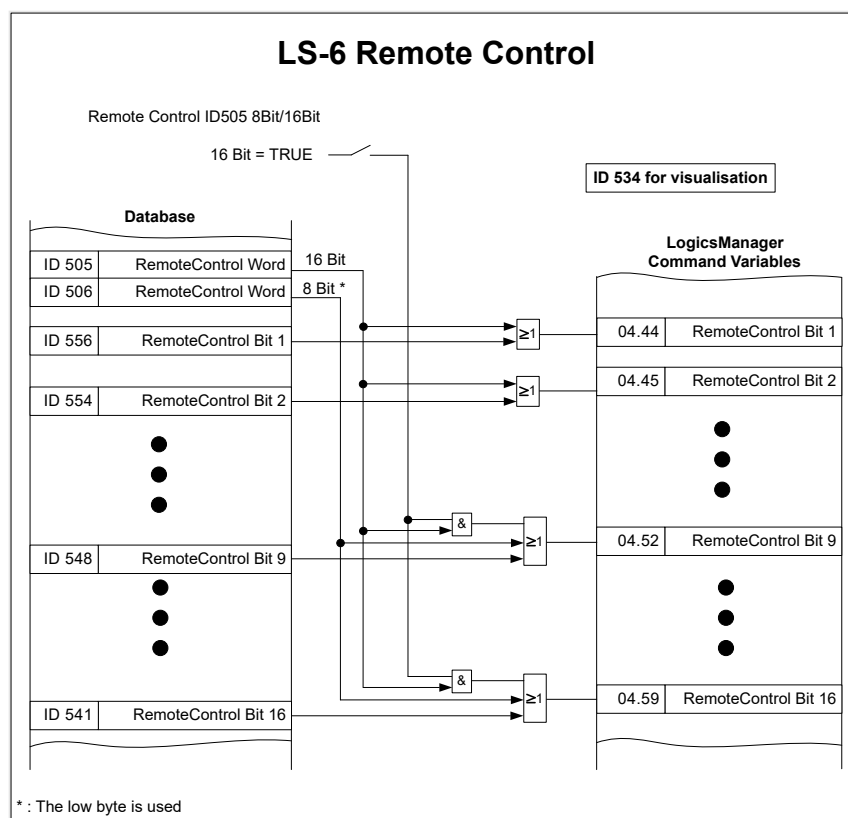 LS-6 Remote Control
Remote Control ID505 8Bit/16Bit
16 Bit = TRUE
ID 534 for visualisation
Database
LogicsManager
Command Variables
ID 505 RemoteControl Word 16 Bit
ID 506 RemoteControl Word 8 Bit *
ID 556 RemoteControl Bit 1 ≥1 04.44 RemoteControl Bit 1
ID 554 RemoteControl Bit 2 ≥1 04.45 RemoteControl Bit 2
&
ID 548 RemoteControl Bit 9 ≥1 04.52 RemoteControl Bit 9
&
ID 541 RemoteControl Bit 16 ≥1 04.59 RemoteControl Bit 16
* : The low byte is used